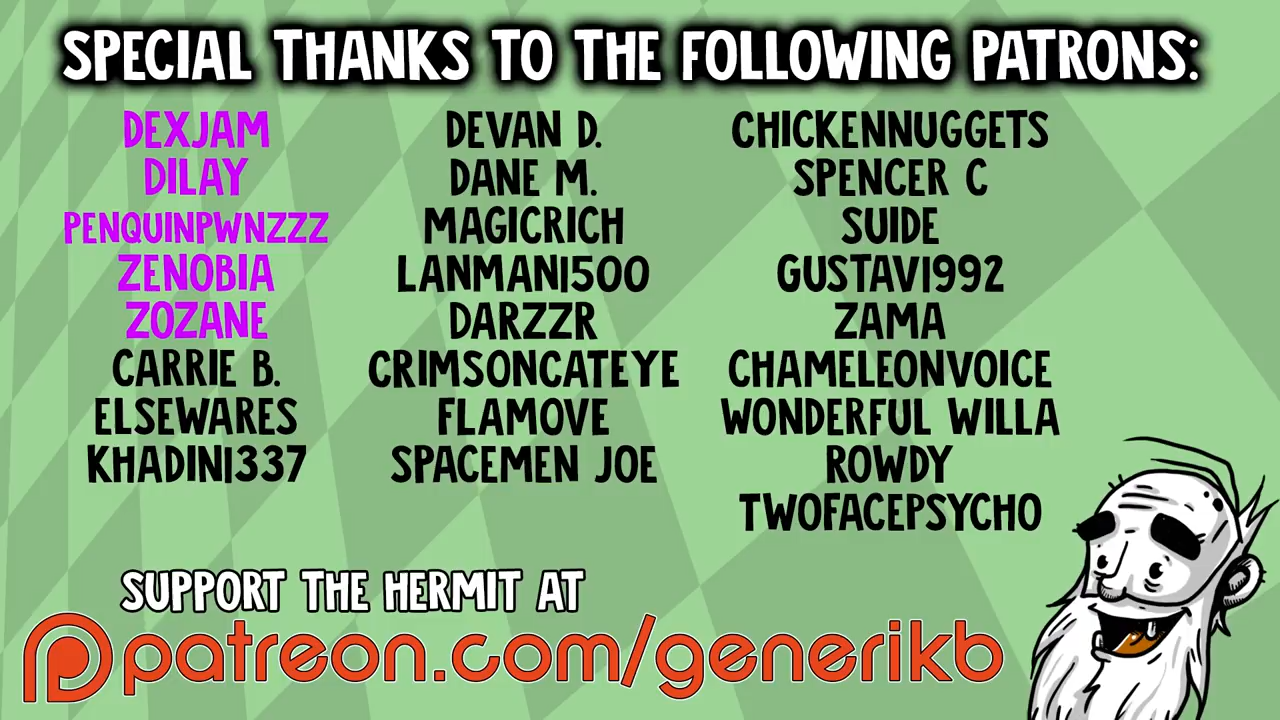 SPECIAL THANKS TO THE FOLLOWING PATRONS:
DEXJAM
DILAY
PENQUINPWNZZZ
ZENOBIA
ZOZANE
CARRIE B.
ELSEWARES
KHADIN1337
DEVAN D.
DANE M.
MAGICRICH
LANMAN1500
DARZZR
CRIMSONCATEYE
FLAMOVE
SPACEMEN JOE
CHICKENNUGGETS
SPENCER C
SUIDE
GUSTAV1992
ZAMA
CHAMELEONVOICE
WONDERFUL WILLA
ROWDY
TWOFACEPSYCHO
SUPPORT THE HERMIT AT
patreon.com/generikb